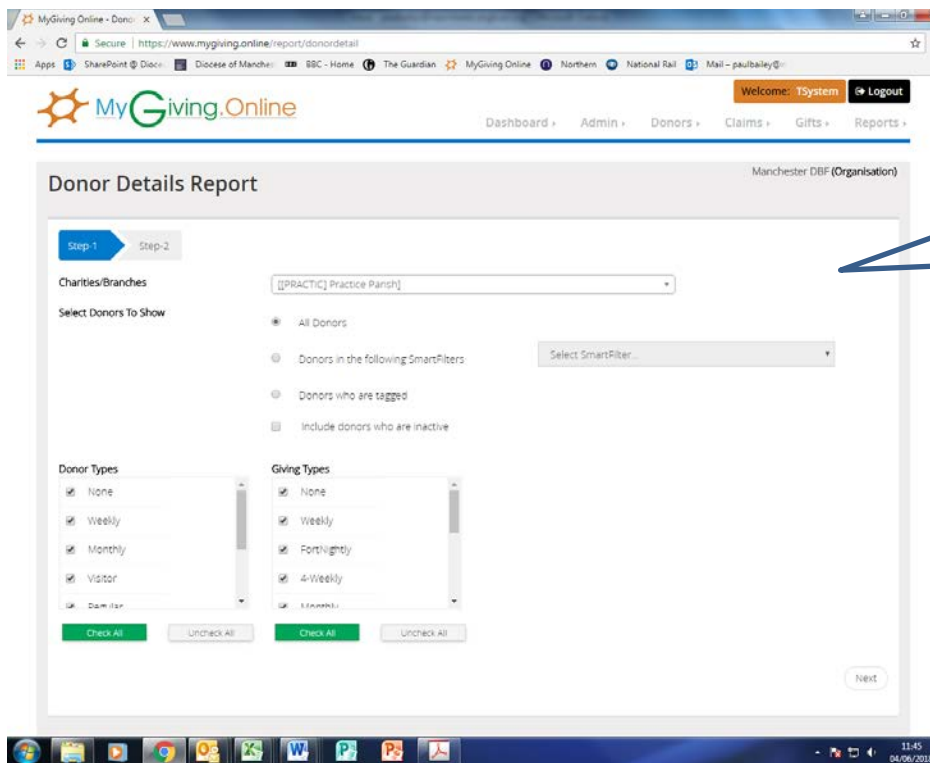 MyGiving Online - Donor
Secure | https://www.mygiving.online/report/donordetail
Apps SharePoint @ Dioce Diocese of Manches BBC - Home The Guardian MyGiving Online Northern National Rail Mail – paulbailey@
MyGiving.Online
Welcome: TSystem Logout
Dashboard Admin Donors Claims Gifts Reports
Donor Details Report
Manchester DBF (Organisation)
Step-1 Step-2
Charities/Branches
[[PRACTIC] Practice Parish]
Select Donors To Show
All Donors
Donors in the following SmartFilters
Select SmartFilter...
Donors who are tagged
Include donors who are inactive
Donor Types Giving Types
None None
Weekly Weekly
Monthly FortNightly
Visitor 4-Weekly
Regular Monthly
Check All Uncheck All Check All Uncheck All
Next
11:45